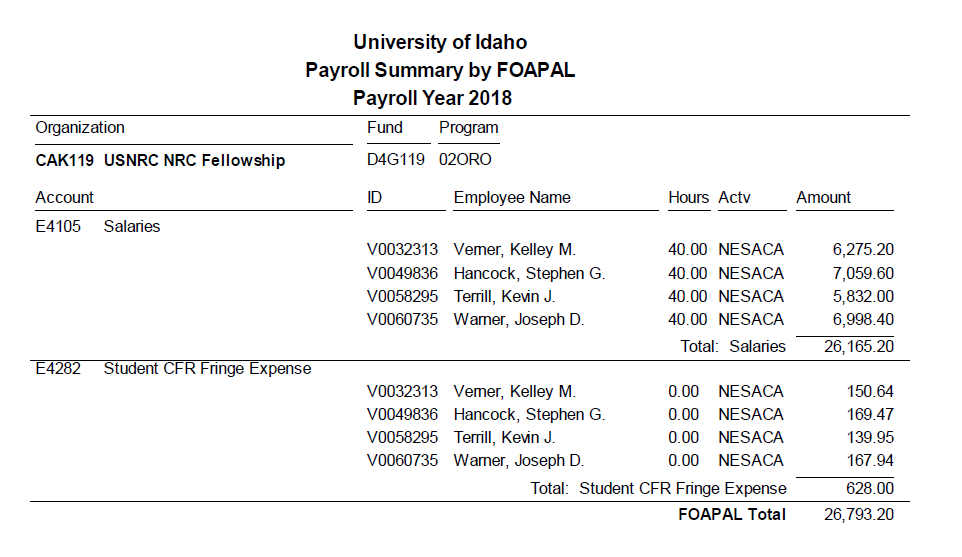 University of Idaho
Payroll Summary by FOAPAL
Payroll Year 2018
Organization Fund Program
CAK119 USNRC NRC Fellowship D4G119 02ORO
Account ID Employee Name Hours Actv Amount
E4105 Salaries
V0032313 Verner, Kelley M. 40.00 NESACA 6,275.20
V0049836 Hancock, Stephen G. 40.00 NESACA 7,059.60
V0058295 Terrill, Kevin J. 40.00 NESACA 5,832.00
V0060735 Warner, Joseph D. 40.00 NESACA 6,998.40
Total: Salaries 26,165.20
E4282 Student CFR Fringe Expense
V0032313 Verner, Kelley M. 0.00 NESACA 150.64
V0049836 Hancock, Stephen G. 0.00 NESACA 169.47
V0058295 Terrill, Kevin J. 0.00 NESACA 139.95
V0060735 Warner, Joseph D. 0.00 NESACA 167.94
Total: Student CFR Fringe Expense 628.00
FOAPAL Total 26,793.20